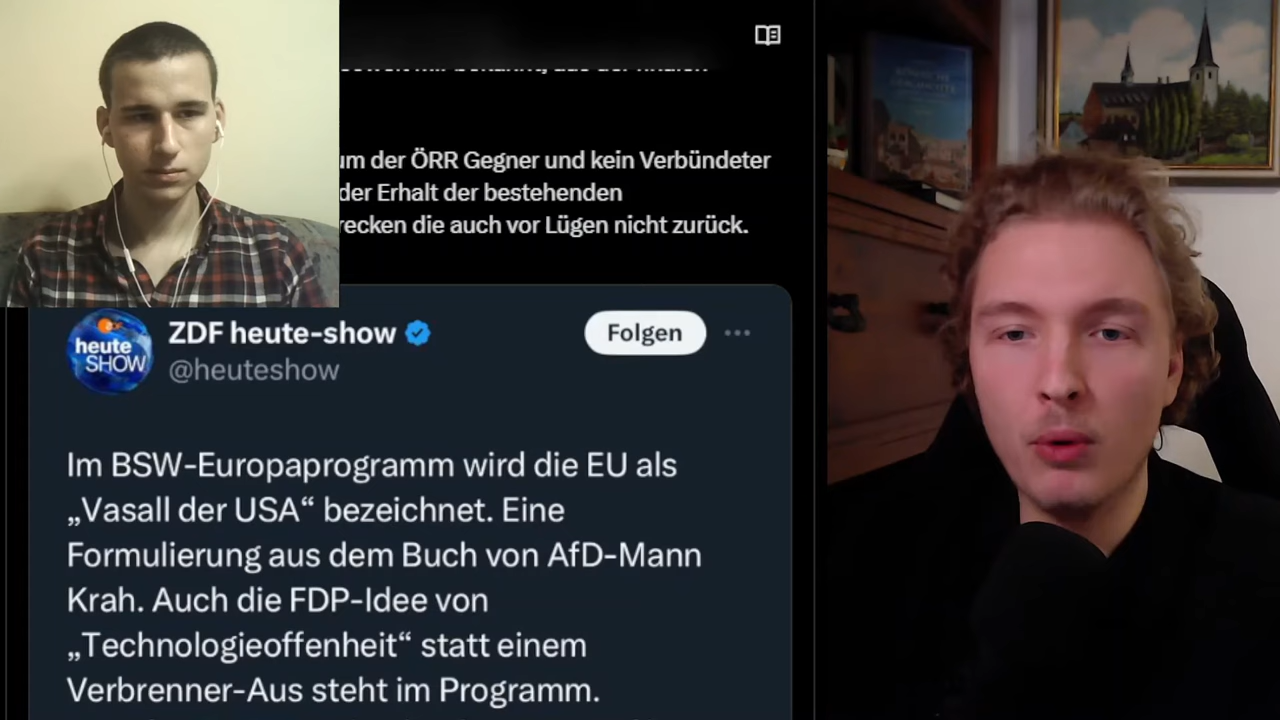 um der ÖRR Gegner und kein Verbündeter
der Erhalt der bestehenden
recken die auch vor Lügen nicht zurück.
heute
SHOW
ZDF heute-show
@heuteshow
Folgen
Im BSW-Europaprogramm wird die EU als
„Vasall der USA“ bezeichnet. Eine
Formulierung aus dem Buch von AfD-Mann
Krah. Auch die FDP-Idee von
„Technologieoffenheit“ statt einem
Verbrenner-Aus steht im Programm.